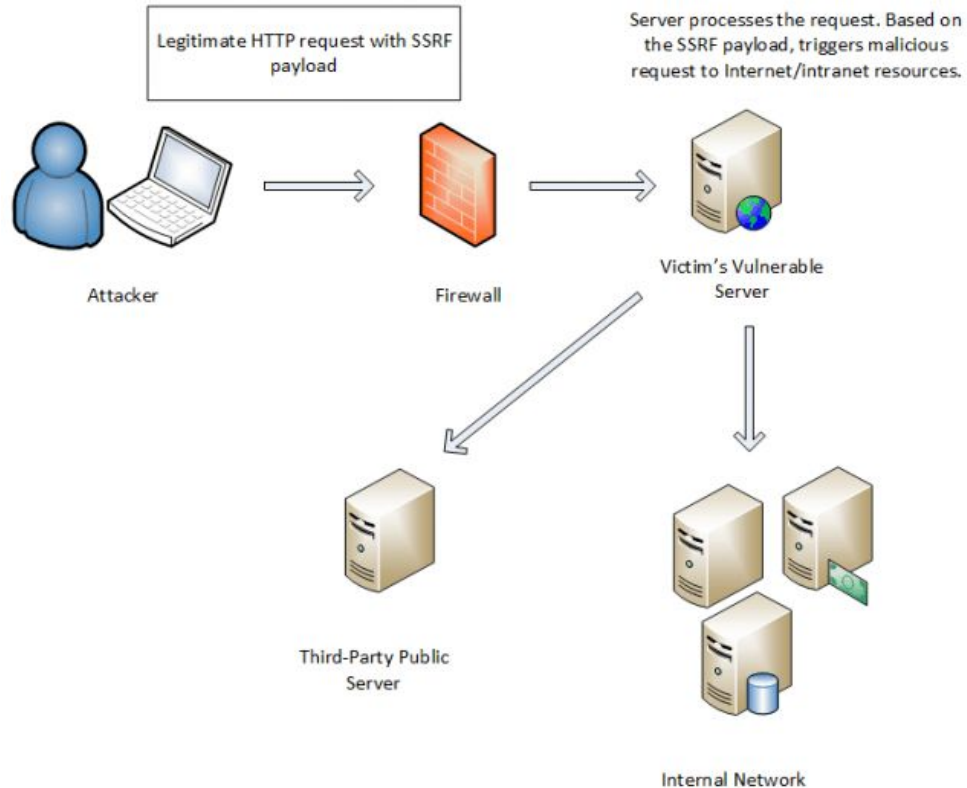 Legitimate HTTP request with SSRF
payload
Server processes the request. Based on
the SSRF payload, triggers malicious
request to Internet/intranet resources.
Attacker
Firewall
Victim's Vulnerable
Server
Third-Party Public
Server
Internal Network